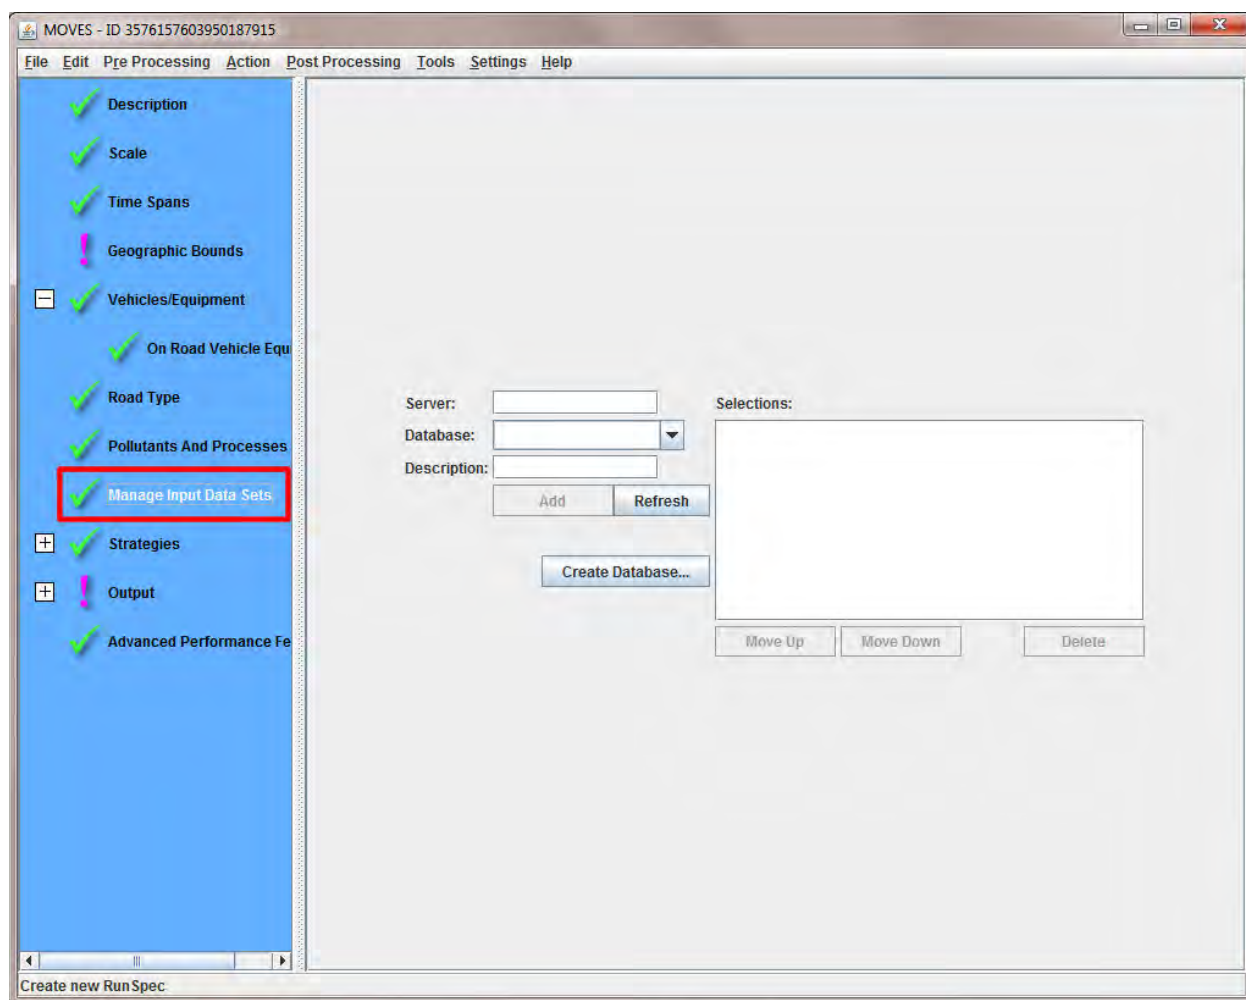 MOVES - ID 3576157603950187915
File Edit Pre Processing Action Post Processing Tools Settings Help
Description
Scale
Time Spans
Geographic Bounds
Vehicles/Equipment
On Road Vehicle Equi
Road Type
Pollutants And Processes
Manage Input Data Sets
Strategies
Output
Advanced Performance Fe
Server:
Database:
Description:
Add Refresh
Create Database...
Selections:
Move Up Move Down Delete
Create new RunSpec